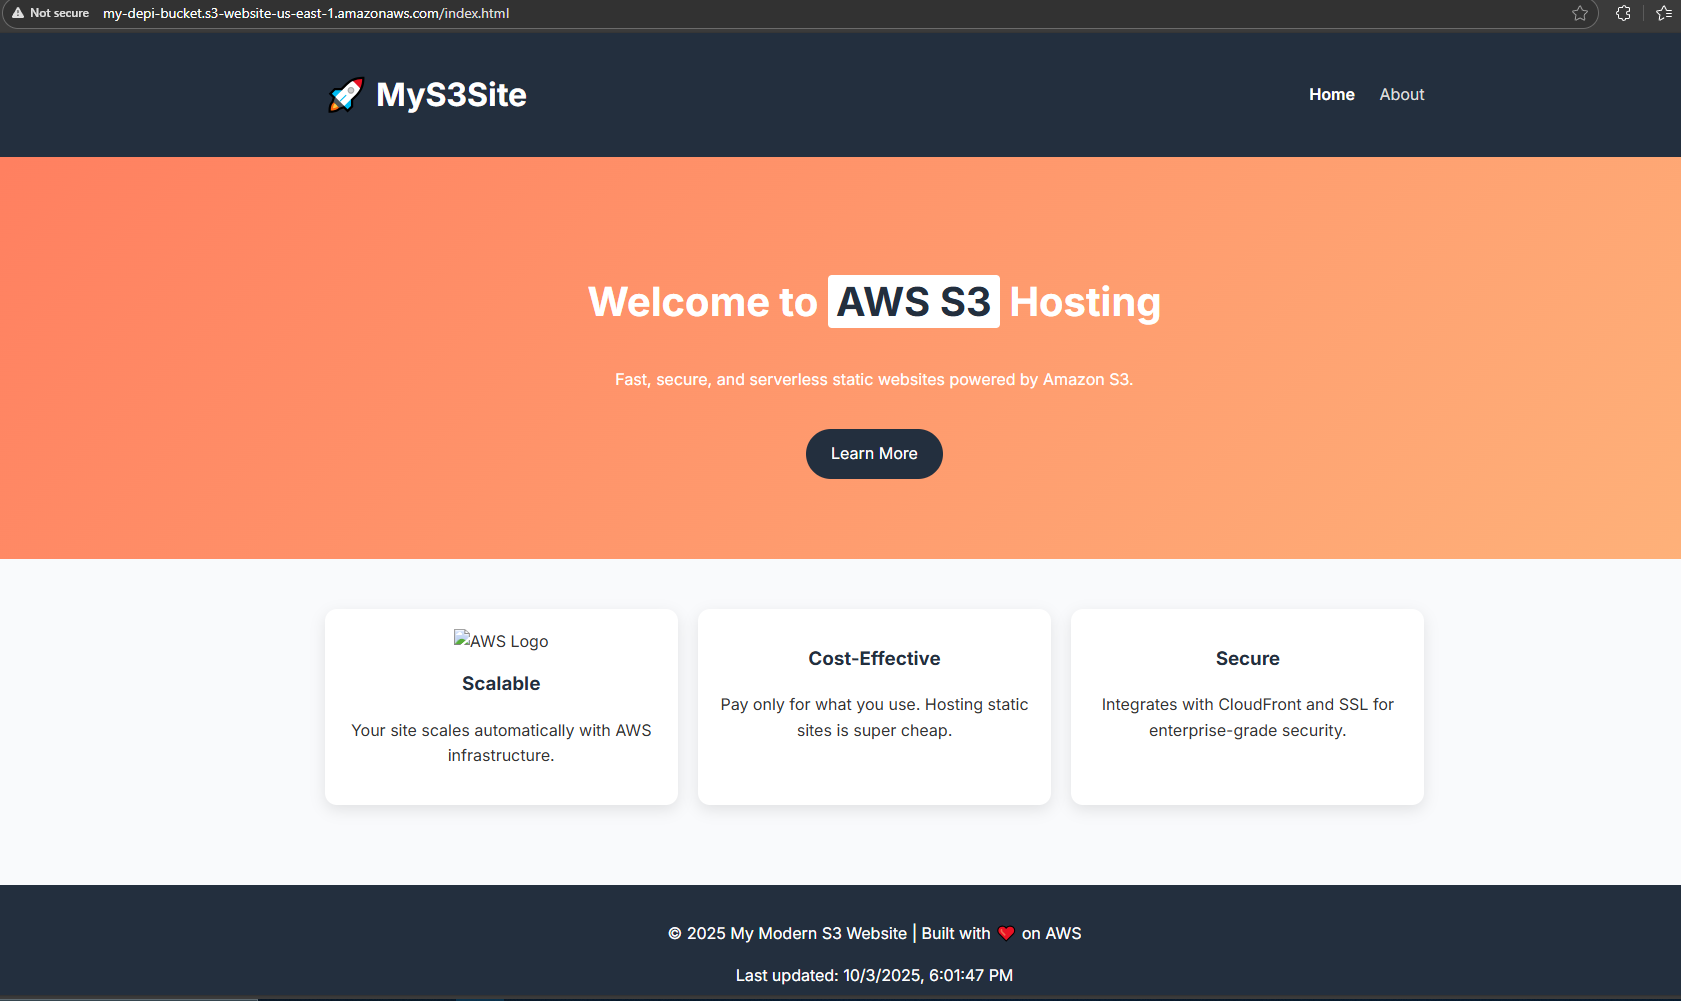 Not secure my-depi-bucket.s3-website-us-east-1.amazonaws.com/index.html
🚀 MyS3Site
Home About
Welcome to AWS S3 Hosting
Fast, secure, and serverless static websites powered by Amazon S3.
Learn More
AWS Logo
Scalable
Your site scales automatically with AWS
infrastructure.
Cost-Effective
Pay only for what you use. Hosting static
sites is super cheap.
Secure
Integrates with CloudFront and SSL for
enterprise-grade security.
© 2025 My Modern S3 Website | Built with ❤️ on AWS
Last updated: 10/3/2025, 6:01:47 PM